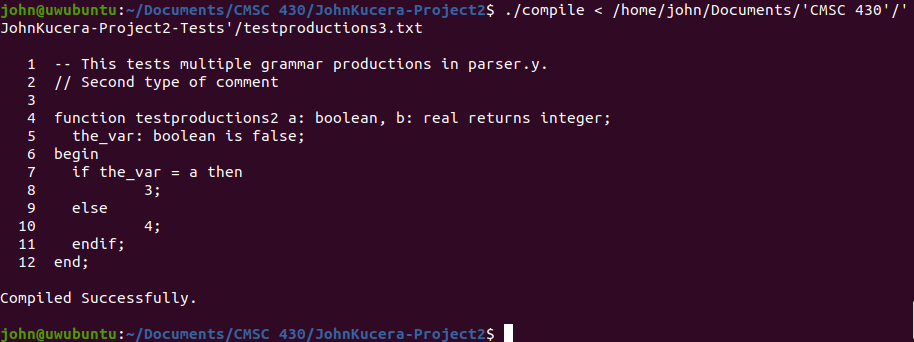 john@uwubuntu:~/Documents/CMSC 430/JohnKucera-Project2$ ./compile < /home/john/Documents/'CMSC 430'/'
JohnKucera-Project2-Tests'/testproductions3.txt
1  -- This tests multiple grammar productions in parser.y.
2  // Second type of comment
3
4  function testproductions2 a: boolean, b: real returns integer;
5    the_var: boolean is false;
6  begin
7    if the_var = a then
8            3;
9    else
10            4;
11    endif;
12  end;
Compiled Successfully.
john@uwubuntu:~/Documents/CMSC 430/JohnKucera-Project2$